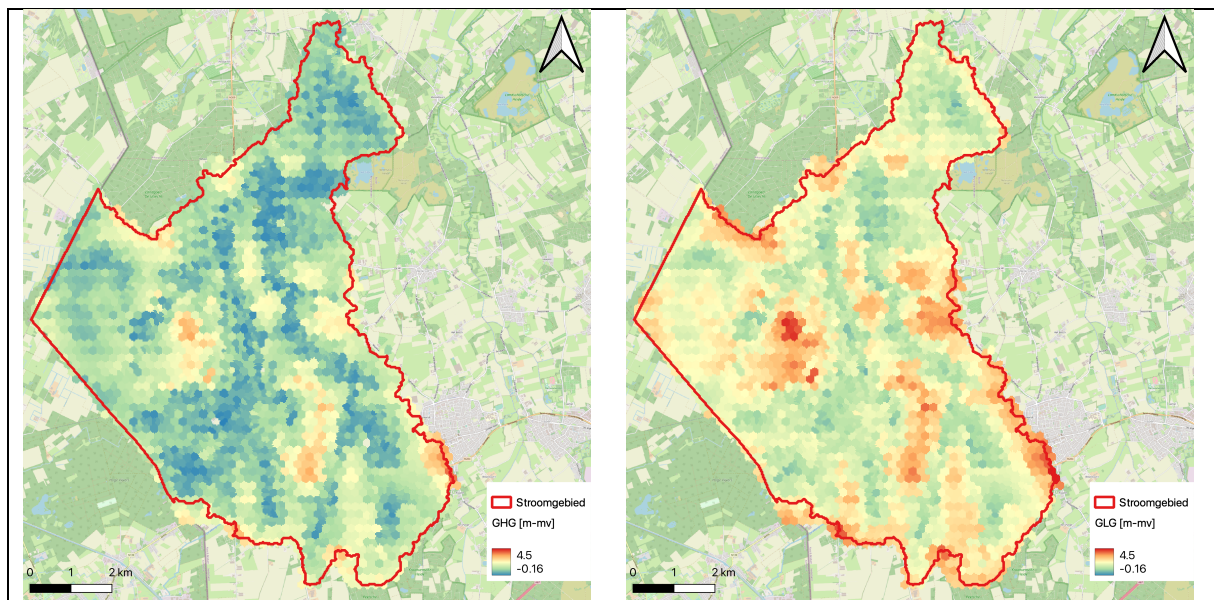 Stroomgebied
GHG [m-mv]
4.5
-0.16
0 1 2 km
Stroomgebied
GLG [m-mv]
4.5
-0.16
0 1 2 km